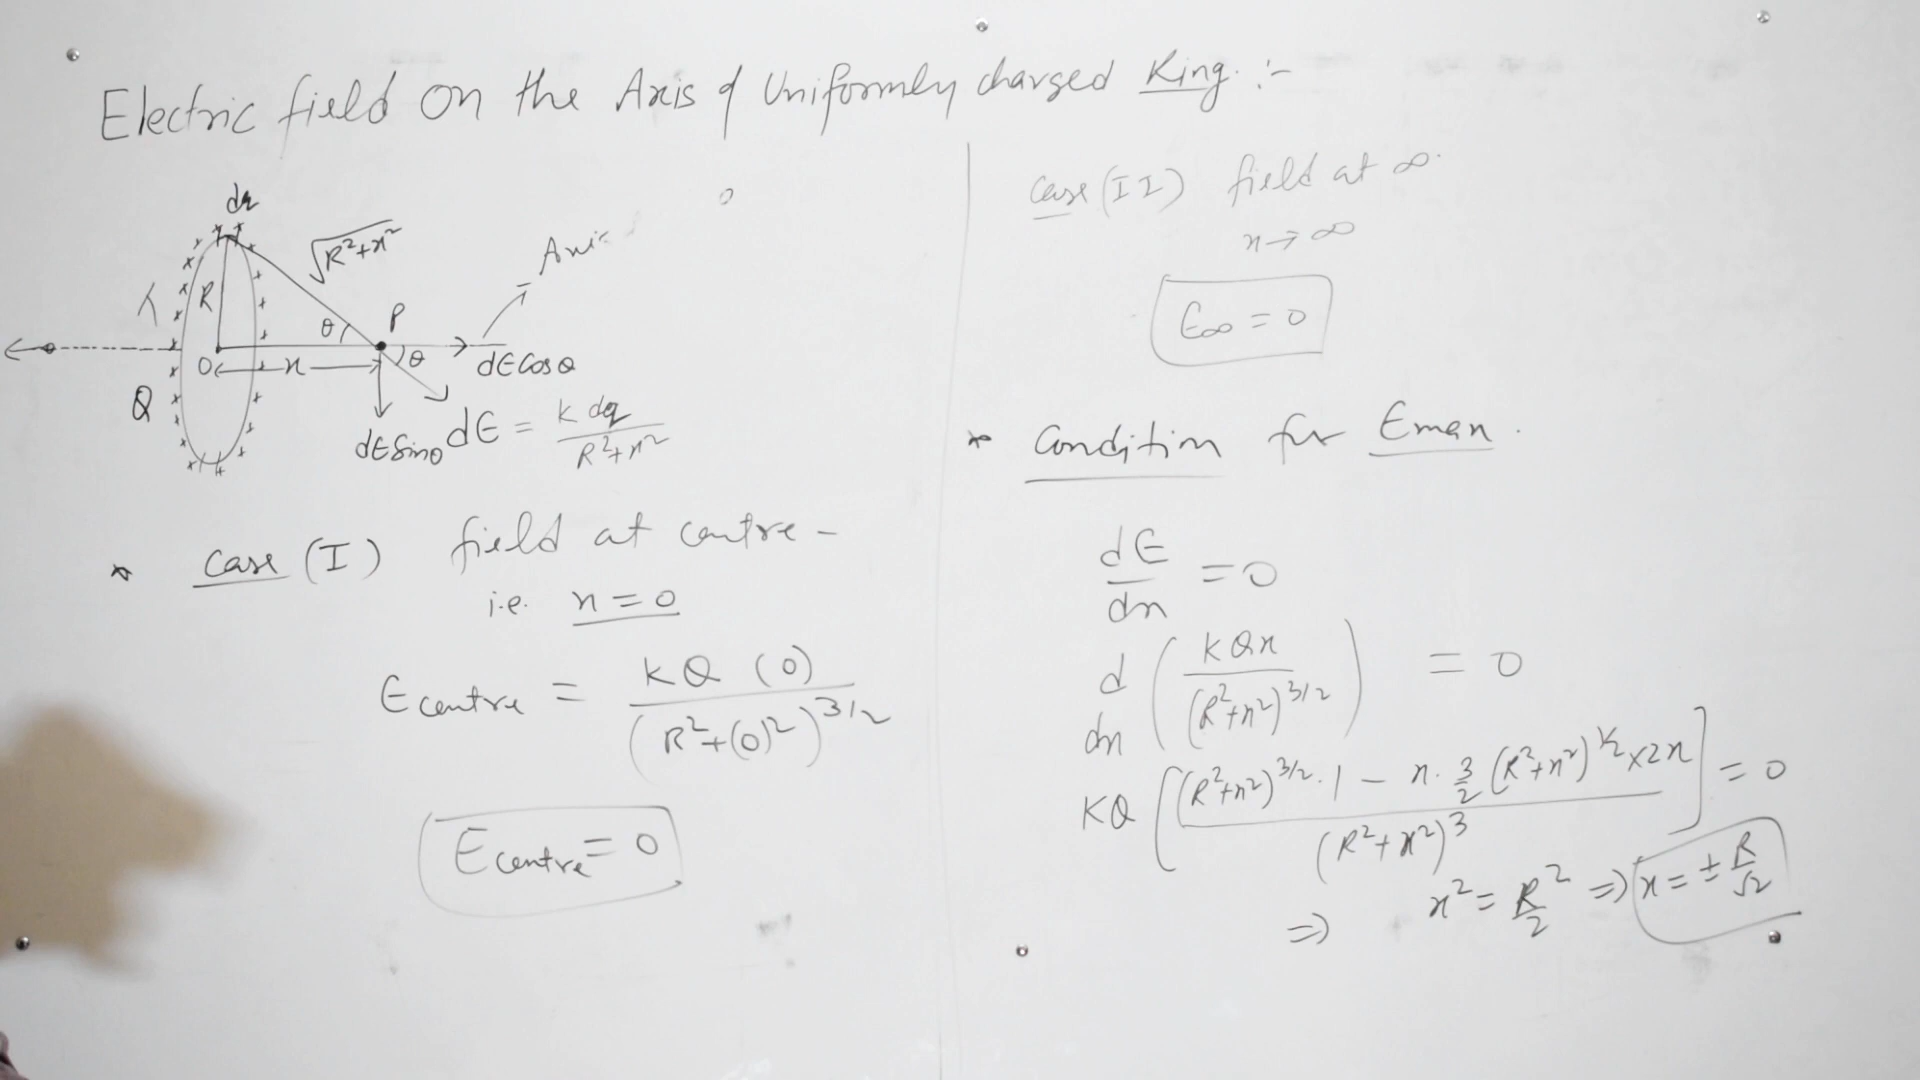 Electric field on the Axis of Uniformly charged Ring :-
dq
√R²+x²
R
λ
Q
O
x
θ
P
θ
dE cosθ
dE sinθ
dE = k dq / R²+x²
* Case (I) field at centre -
i.e. x = 0
E centre = KQ (0) / (R²+(0)²)^3/2
E centre = 0
Case (II) field at ∞.
x → ∞
E∞ = 0
* Condition for Emax.
dE/dx = 0
d/dx (KQx / (R²+x²)^3/2) = 0
KQ [(R²+x²)^3/2 . 1 - x . 3/2 (R²+x²)^1/2 × 2x / (R²+x²)^3] = 0
⇒ x² = R²/2 ⇒ x = ± R/√2